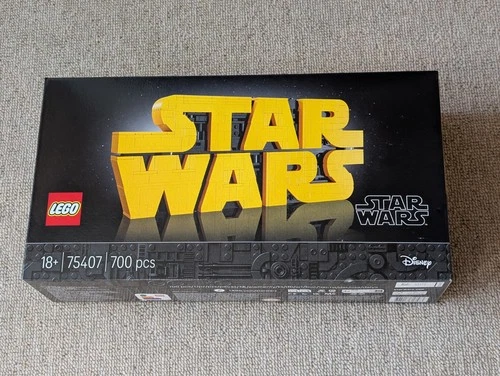 STAR
WARS
LEGO
STAR
WARS
18+ 75407 700 pcs
Disney